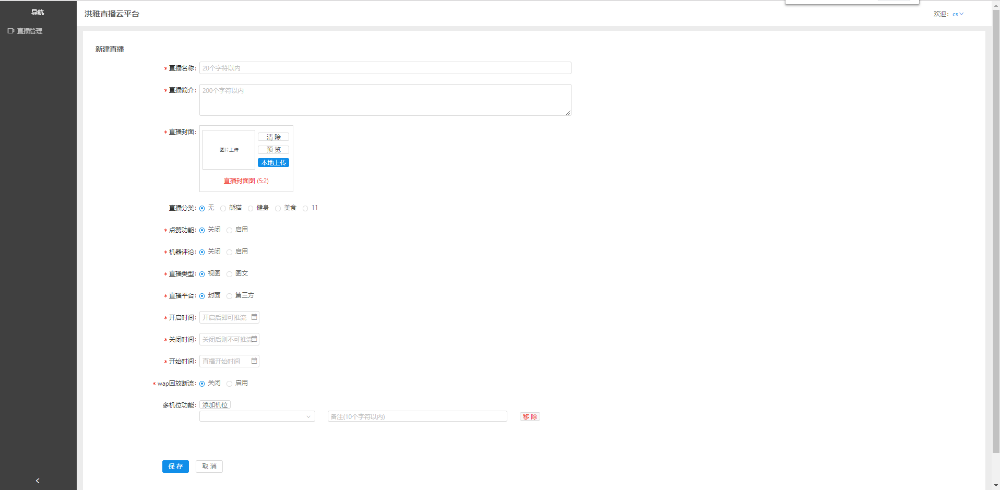 导航
直播管理
洪雅直播云平台
欢迎：cs
新建直播
* 直播名称: 20个字符以内
* 直播简介: 200个字符以内
* 直播封面:
图片上传
清 除
预 览
本地上传
直播封面图 (5:2)
直播分类: 无 熊猫 健身 美食 11
* 点赞功能: 关闭 启用
* 机器评论: 关闭 启用
* 直播类型: 视图 图文
* 直播平台: 封面 第三方
* 开启时间: 开启后即可推流
* 关闭时间: 关闭后则不可推流
* 开始时间: 直播开始时间
* wap回放断流: 关闭 启用
多机位功能: 添加机位
备注(10个字符以内) 移 除
保 存 取 消